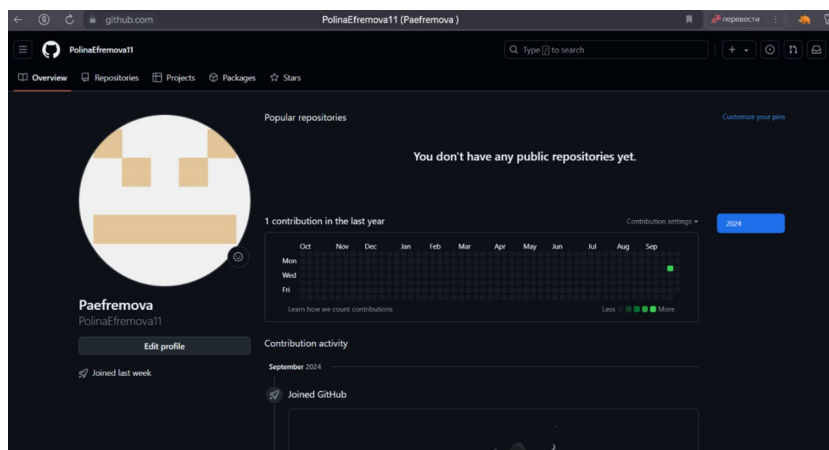 github.com
PolinaEfremova11 (Paefremova )
перевести
PolinaEfremova11
Type / to search
Overview
Repositories
Projects
Packages
Stars
Popular repositories
Customize your pins
You don't have any public repositories yet.
1 contribution in the last year
Contribution settings
2024
Oct Nov Dec Jan Feb Mar Apr May Jun Jul Aug Sep
Mon
Wed
Fri
Learn how we count contributions
Less More
Paefremova
PolinaEfremova11
Edit profile
Joined last week
Contribution activity
September 2024
Joined GitHub